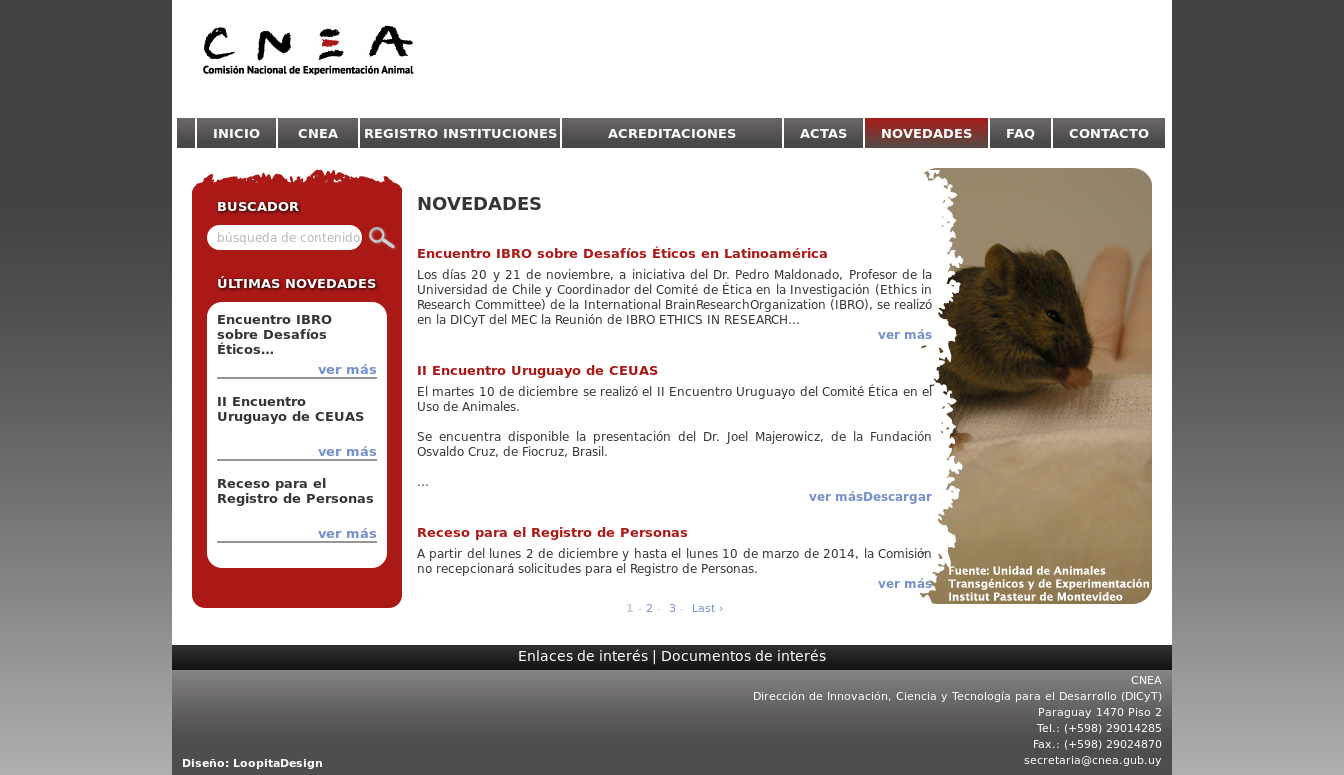 CNEA
Comisión Nacional de Experimentación Animal
INICIO CNEA REGISTRO INSTITUCIONES ACREDITACIONES ACTAS NOVEDADES FAQ CONTACTO
BUSCADOR
búsqueda de contenido
ÚLTIMAS NOVEDADES
Encuentro IBRO
sobre Desafíos
Éticos...
ver más
II Encuentro
Uruguayo de CEUAS
ver más
Receso para el
Registro de Personas
ver más
NOVEDADES
Encuentro IBRO sobre Desafíos Éticos en Latinoamérica
Los días 20 y 21 de noviembre, a iniciativa del Dr. Pedro Maldonado, Profesor de la
Universidad de Chile y Coordinador del Comité de Ética en la Investigación (Ethics in
Research Committee) de la International BrainResearchOrganization (IBRO), se realizó
en la DICyT del MEC la Reunión de IBRO ETHICS IN RESEARCH...
ver más
II Encuentro Uruguayo de CEUAS
El martes 10 de diciembre se realizó el II Encuentro Uruguayo del Comité Ética en el
Uso de Animales.
Se encuentra disponible la presentación del Dr. Joel Majerowicz, de la Fundación
Osvaldo Cruz, de Fiocruz, Brasil.
...
ver másDescargar
Receso para el Registro de Personas
A partir del lunes 2 de diciembre y hasta el lunes 10 de marzo de 2014, la Comisión
no recepcionará solicitudes para el Registro de Personas.
ver más
1 - 2 - 3 - Last ›
Fuente: Unidad de Animales
Transgénicos y de Experimentación
Institut Pasteur de Montevideo
Enlaces de interés | Documentos de interés
CNEA
Dirección de Innovación, Ciencia y Tecnología para el Desarrollo (DICyT)
Paraguay 1470 Piso 2
Tel.: (+598) 29014285
Fax.: (+598) 29024870
secretaria@cnea.gub.uy
Diseño: LoopitaDesign